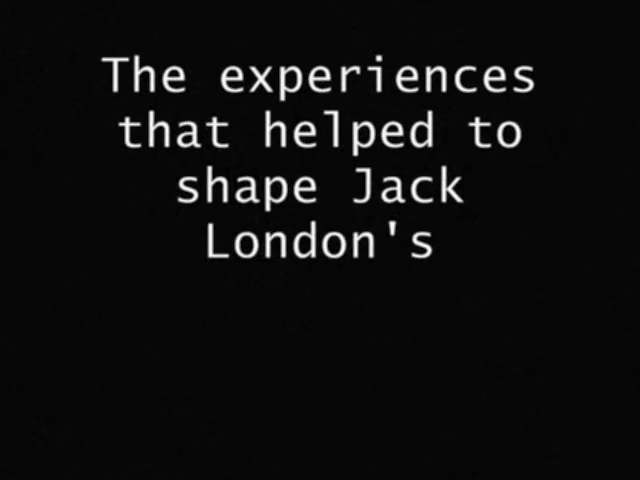 The experiences
that helped to
shape Jack
London's